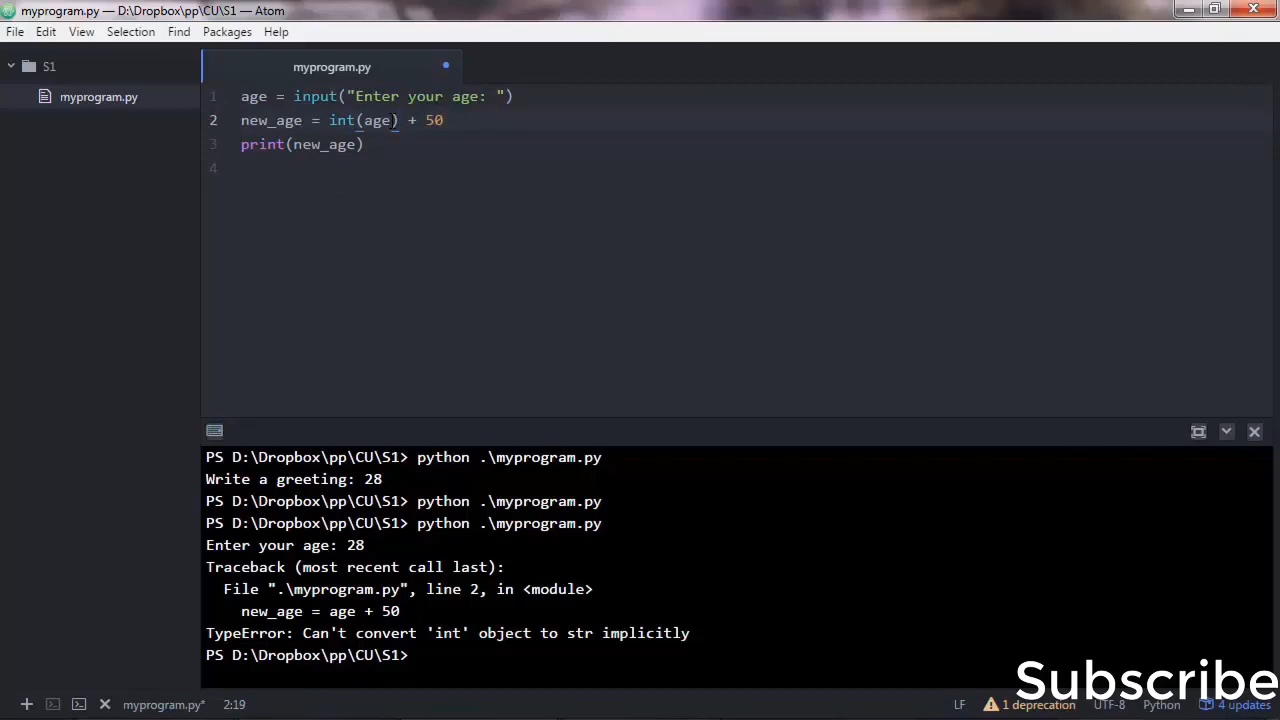 myprogram.py — D:\Dropbox\pp\CU\S1 — Atom
File Edit View Selection Find Packages Help
S1
myprogram.py
myprogram.py
1 age = input("Enter your age: ")
2 new_age = int(age) + 50
3 print(new_age)
4
PS D:\Dropbox\pp\CU\S1> python .\myprogram.py
Write a greeting: 28
PS D:\Dropbox\pp\CU\S1> python .\myprogram.py
PS D:\Dropbox\pp\CU\S1> python .\myprogram.py
Enter your age: 28
Traceback (most recent call last):
  File ".\myprogram.py", line 2, in <module>
    new_age = age + 50
TypeError: Can't convert 'int' object to str implicitly
PS D:\Dropbox\pp\CU\S1>
Subscribe
myprogram.py* 2:19 LF 1 deprecation UTF-8 Python 4 updates